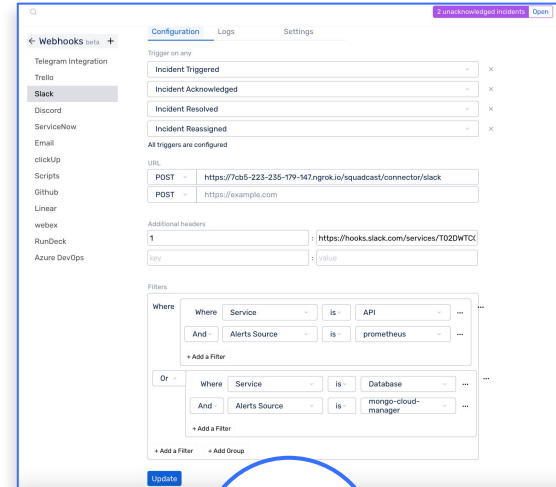 2 unacknowledged incidents Open
← Webhooks beta +
Telegram Integration
Trello
Slack
Discord
ServiceNow
Email
clickUp
Scripts
Github
Linear
webex
RunDeck
Azure DevOps
Configuration Logs Settings
Trigger on any
Incident Triggered
Incident Acknowledged
Incident Resolved
Incident Reassigned
All triggers are configured
URL
POST https://7cb5-223-235-179-147.ngrok.io/squadcast/connector/slack
POST https://example.com
Additional headers
1 : https://hooks.slack.com/services/T02DWTC(
key : value
Filters
Where
Where Service is API ...
And Alerts Source is prometheus ...
+ Add a Filter
Or
Where Service is Database ...
And Alerts Source is mongo-cloud-
manager ...
+ Add a Filter
+ Add a Filter + Add Group
Update